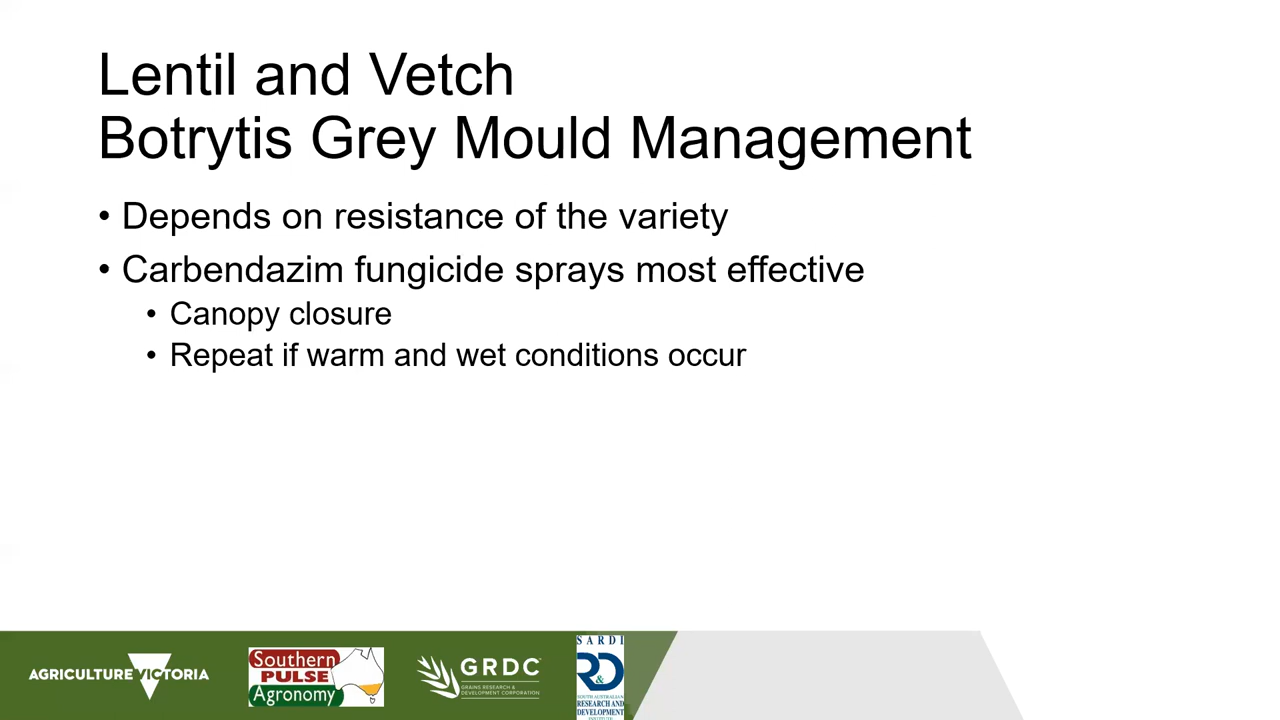 Lentil and Vetch
Botrytis Grey Mould Management
• Depends on resistance of the variety
• Carbendazim fungicide sprays most effective
• Canopy closure
• Repeat if warm and wet conditions occur
AGRICULTURE VICTORIA
Southern
PULSE
Agronomy
GRDC
GRAINS RESEARCH &
DEVELOPMENT CORPORATION
SARDI
R&D
SOUTH AUSTRALIAN
RESEARCH AND
DEVELOPMENT
INSTITUTE